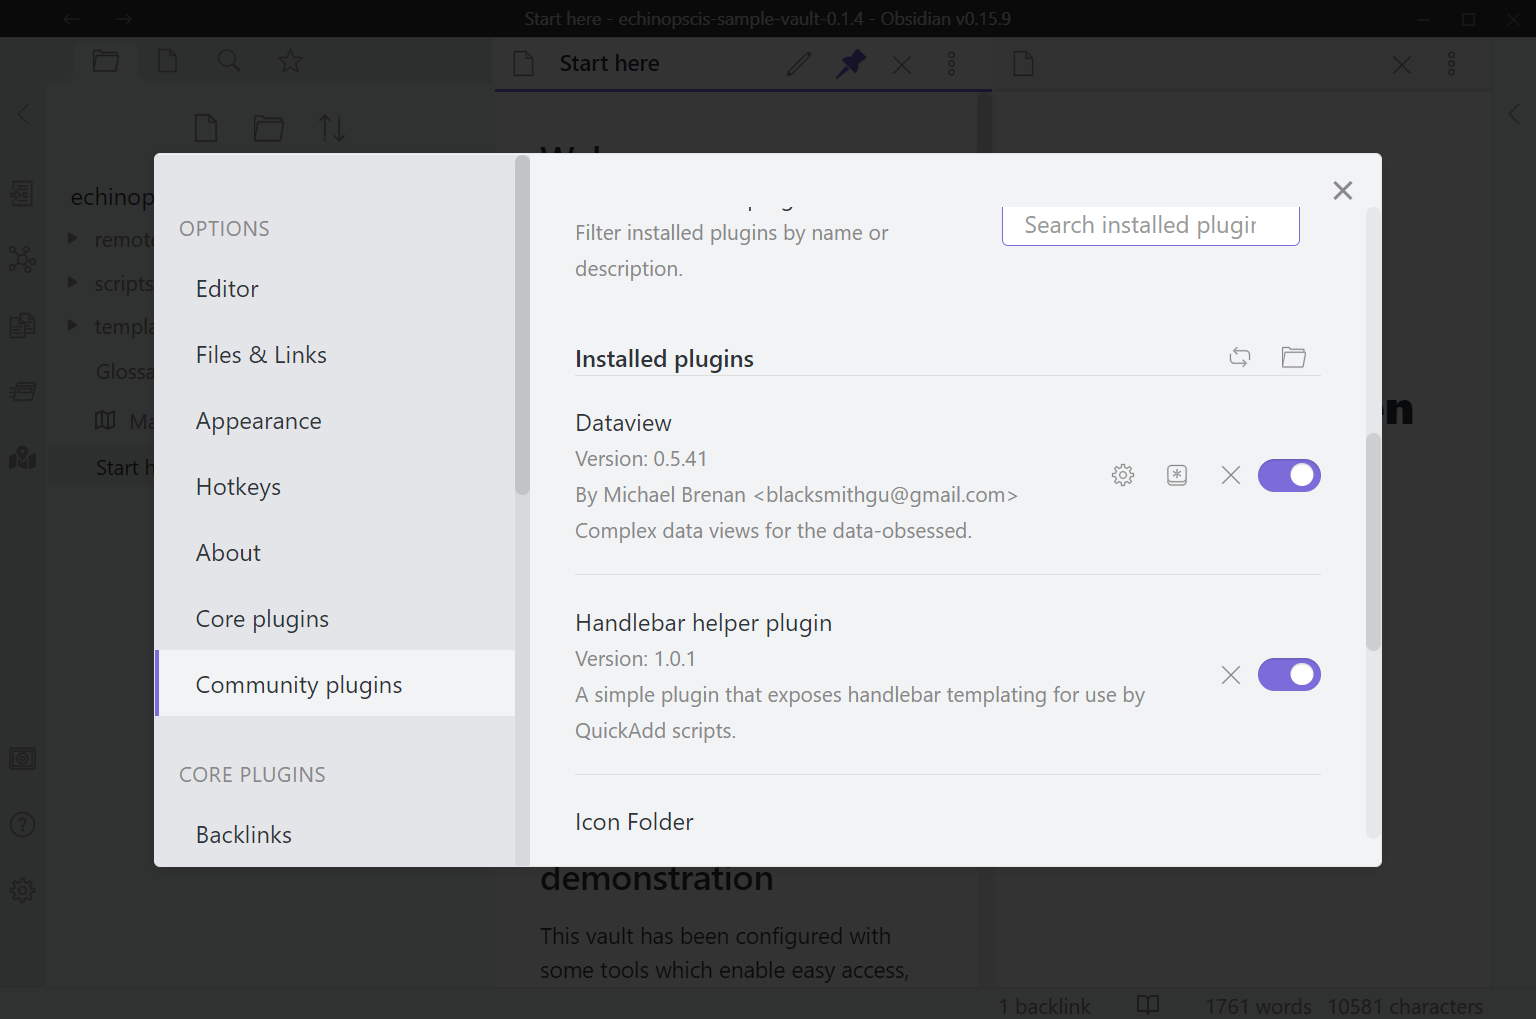 Start here - echinopscis-sample-vault-0.1.4 - Obsidian v0.15.9
Start here
echinop
remote
scripts
templa
Glossa
Ma
Start h
OPTIONS
Editor
Files & Links
Appearance
Hotkeys
About
Core plugins
Community plugins
CORE PLUGINS
Backlinks
Filter installed plugins by name or
description.
Search installed plugin
Installed plugins
Dataview
Version: 0.5.41
By Michael Brenan <blacksmithgu@gmail.com>
Complex data views for the data-obsessed.
Handlebar helper plugin
Version: 1.0.1
A simple plugin that exposes handlebar templating for use by
QuickAdd scripts.
Icon Folder
en
demonstration
This vault has been configured with
some tools which enable easy access,
1 backlink
1761 words
10581 characters